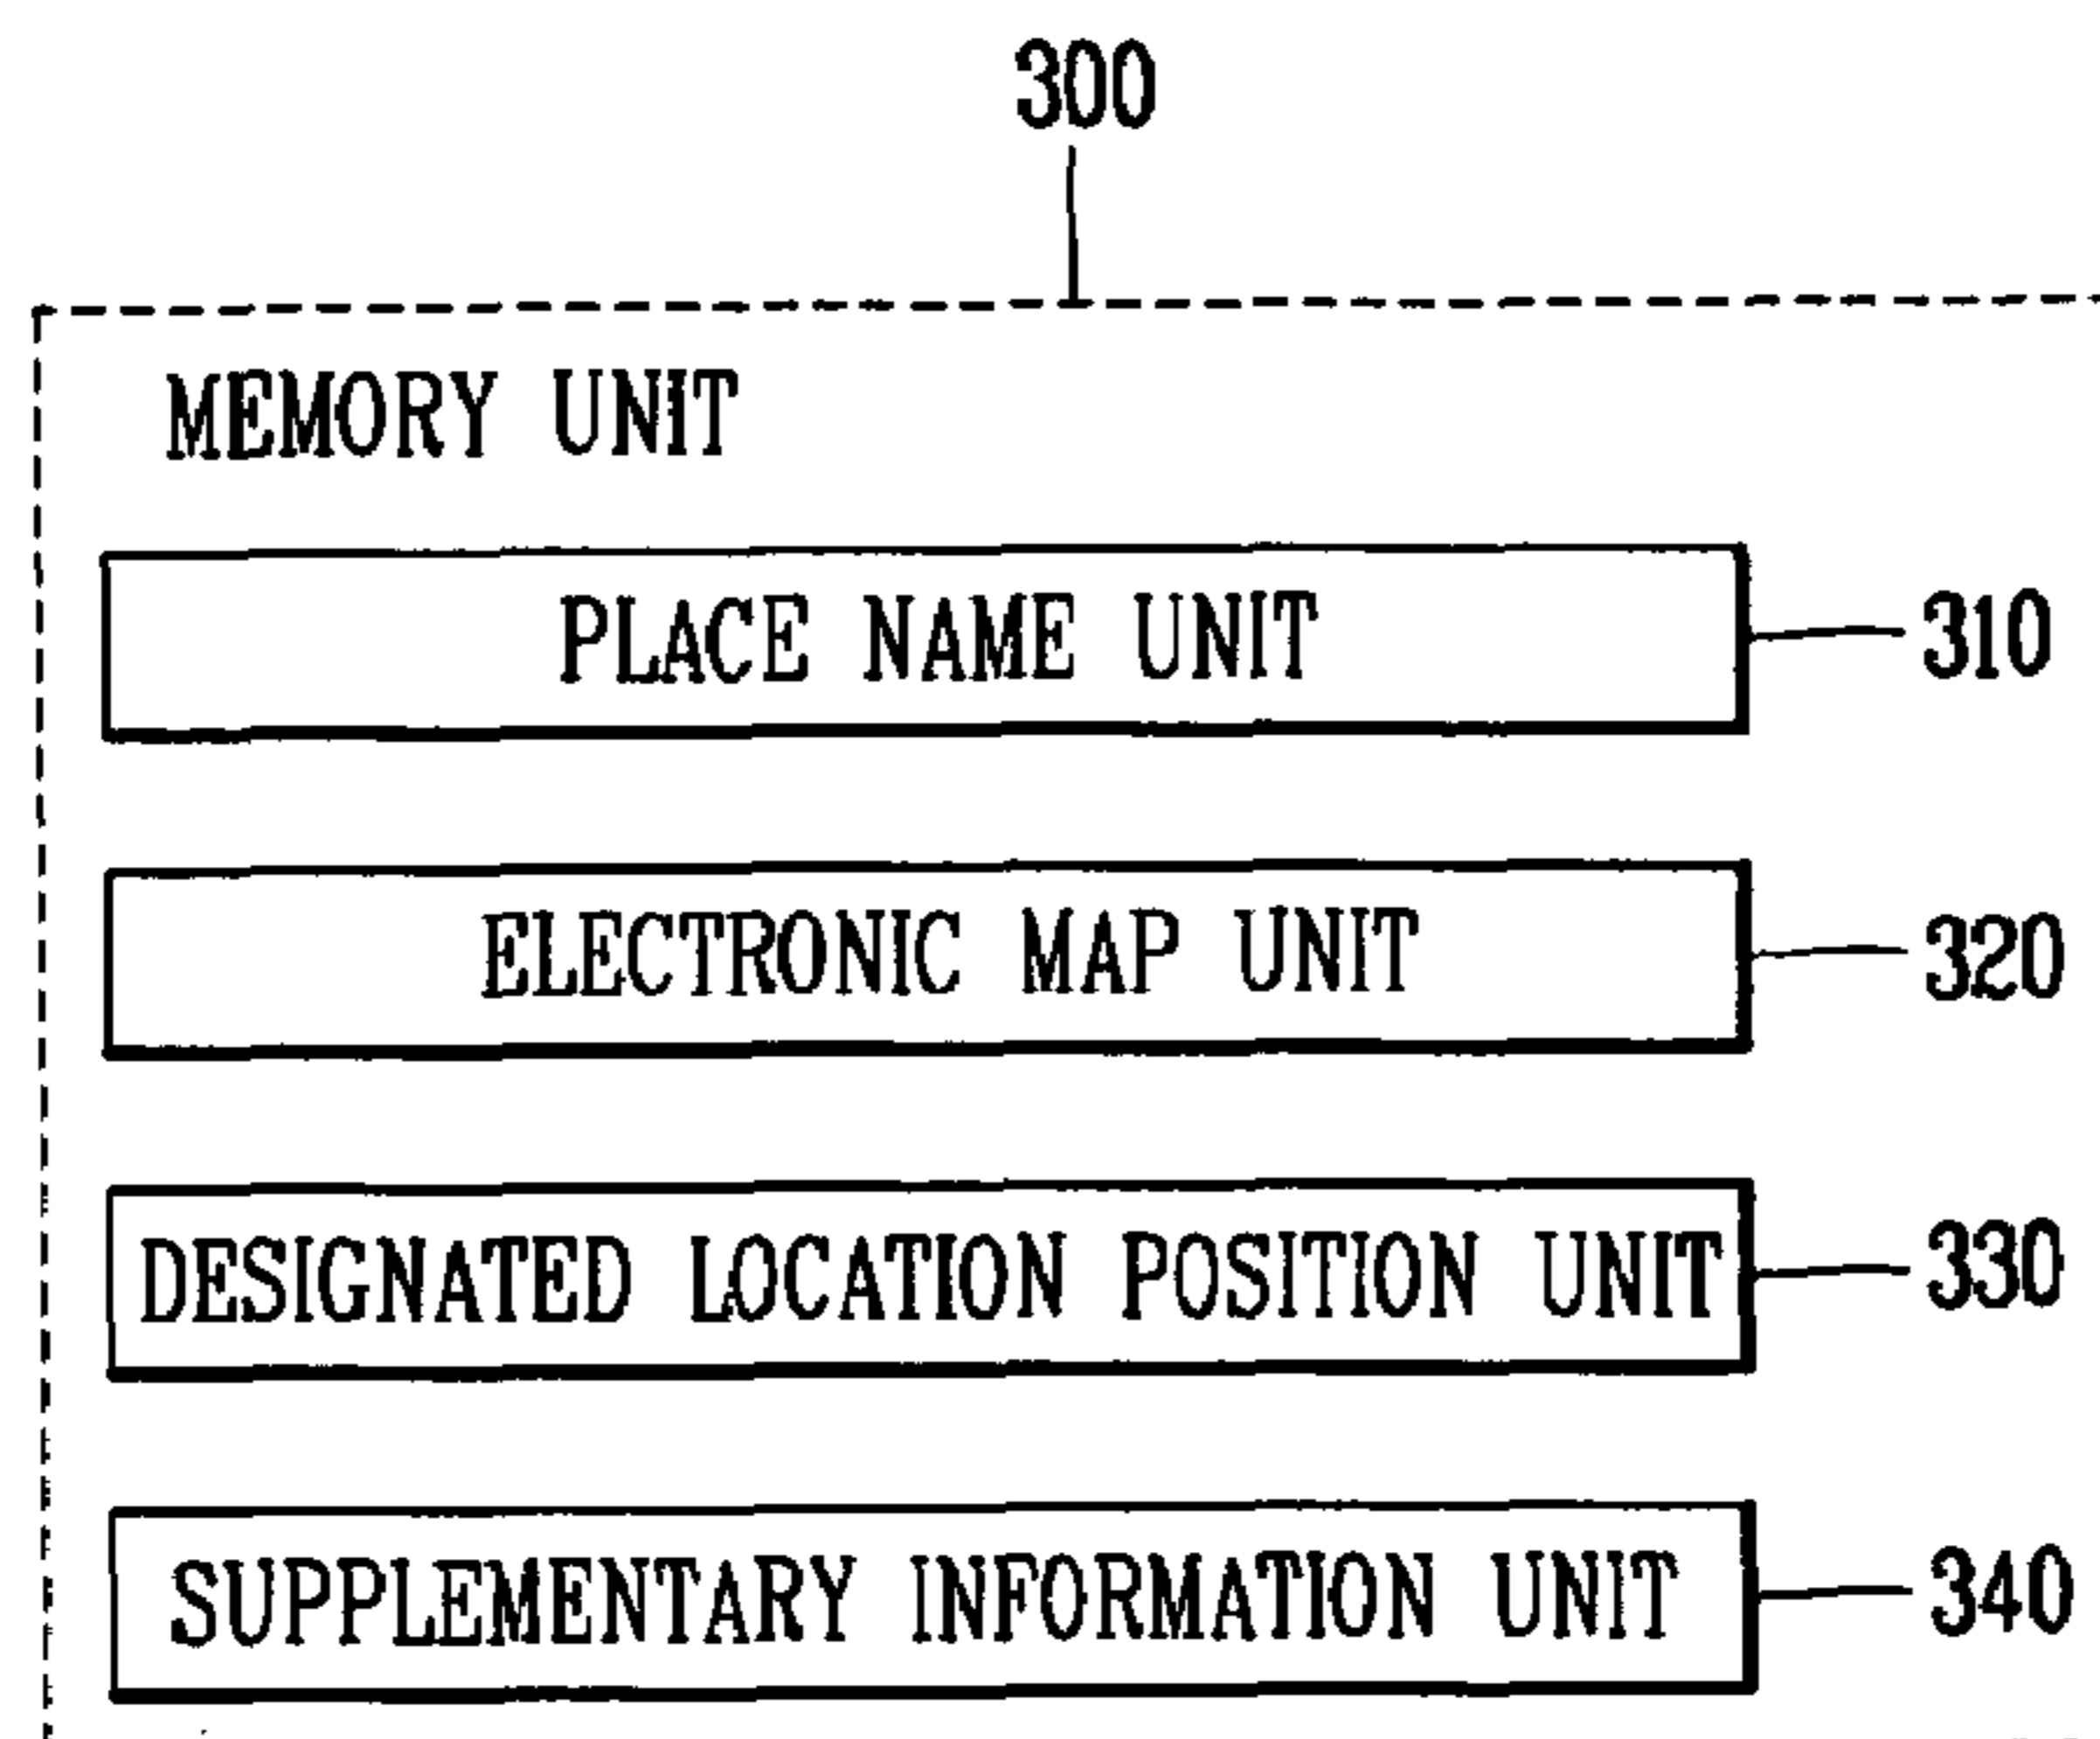 300
MEMORY UNIT
PLACE NAME UNIT 310
ELECTRONIC MAP UNIT 320
DESIGNATED LOCATION POSITION UNIT 330
SUPPLEMENTARY INFORMATION UNIT 340